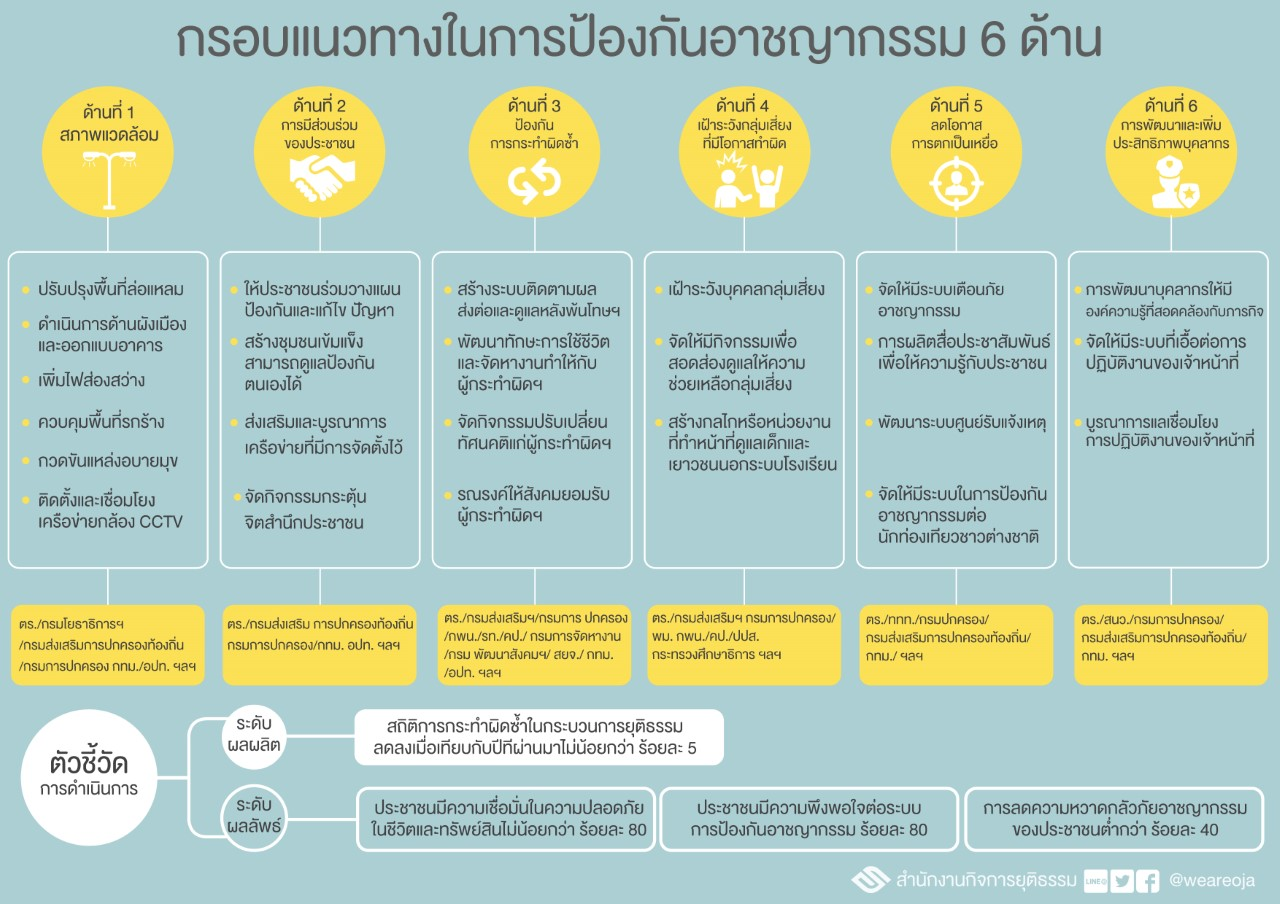 กรอบแนวทางในการป้องกันอาชญากรรม 6 ด้าน
ด้านที่ 1
สภาพแวดล้อม
ปรับปรุงพื้นที่ล่อแหลม
ดำเนินการด้านผังเมือง
และออกแบบอาคาร
เพิ่มไฟส่องสว่าง
ควบคุมพื้นที่รกร้าง
กวดขันแหล่งอบายมุข
ติดตั้งและเชื่อมโยง
เครือข่ายกล้อง CCTV
ตร./กรมโยธาธิการฯ
/กรมส่งเสริมการปกครองท้องถิ่น
/กรมการปกครอง กทม./อปท. ฯลฯ
ด้านที่ 2
การมีส่วนร่วม
ของประชาชน
ให้ประชาชนร่วมวางแผน
ป้องกันและแก้ไข ปัญหา
สร้างชุมชนเข้มแข็ง
สามารถดูแลป้องกัน
ตนเองได้
ส่งเสริมและบูรณาการ
เครือข่ายที่มีการจัดตั้งไว้
จัดกิจกรรมกระตุ้น
จิตสำนึกประชาชน
ตร./กรมส่งเสริม การปกครองท้องถิ่น
กรมการปกครอง/กทม. อปท. ฯลฯ
ด้านที่ 3
ป้องกัน
การกระทำผิดซ้ำ
สร้างระบบติดตามผล
ส่งต่อและดูแลหลังพ้นโทษฯ
พัฒนาทักษะการใช้ชีวิต
และจัดหางานทำให้กับ
ผู้กระทำผิดฯ
จัดกิจกรรมปรับเปลี่ยน
ทัศนคติแก่ผู้กระทำผิดฯ
รณรงค์ให้สังคมยอมรับ
ผู้กระทำผิดฯ
ตร./กรมส่งเสริมฯ/กรมการ ปกครอง
/กพน./รท./คป./ กรมการจัดหางาน
/กรม พัฒนาสังคมฯ/ สยจ./ กทม.
/อปท. ฯลฯ
ด้านที่ 4
เฝ้าระวังกลุ่มเสี่ยง
ที่มีโอกาสทำผิด
เฝ้าระวังบุคคลกลุ่มเสี่ยง
จัดให้มีกิจกรรมเพื่อ
สอดส่องดูแลให้ความ
ช่วยเหลือกลุ่มเสี่ยง
สร้างกลไกหรือหน่วยงาน
ที่ทำหน้าที่ดูแลเด็กและ
เยาวชนนอกระบบโรงเรียน
ตร./กรมส่งเสริมฯ กรมการปกครอง/
พม. กพน./คป./ปปส.
กระทรวงศึกษาธิการ ฯลฯ
ด้านที่ 5
ลดโอกาส
การตกเป็นเหยื่อ
จัดให้มีระบบเตือนภัย
อาชญากรรม
การผลิตสื่อประชาสัมพันธ์
เพื่อให้ความรู้กับประชาชน
พัฒนาระบบศูนย์รับแจ้งเหตุ
จัดให้มีระบบในการป้องกัน
อาชญากรรมต่อ
นักท่องเทียวชาวต่างชาติ
ตร./ททท./กรมปกครอง/
กรมส่งเสริมการปกครองท้องถิ่น/
กทม./ ฯลฯ
ด้านที่ 6
การพัฒนาและเพิ่ม
ประสิทธิภาพบุคลากร
การพัฒนาบุคลากรให้มี
องค์ความรู้ที่สอดคล้องกับภารกิจ
จัดให้มีระบบที่เอื้อต่อการ
ปฏิบัติงานของเจ้าหน้าที่
บูรณาการแลเชื่อมโยง
การปฏิบัติงานของเจ้าหน้าที่
ตร./สนว./กรมการปกครอง/
กรมส่งเสริมการปกครองท้องถิ่น/
กทม. ฯลฯ
ตัวชี้วัด
การดำเนินการ
ระดับ
ผลผลิต
สถิติการกระทำผิดซ้ำในกระบวนการยุติธรรม
ลดลงเมื่อเทียบกับปีทีผ่านมาไม่น้อยกว่า ร้อยละ 5
ระดับ
ผลลัพธ์
ประชาชนมีความเชื่อมั่นในความปลอดภัย
ในชีวิตและทรัพย์สินไม่น้อยกว่า ร้อยละ 80
ประชาชนมีความพึงพอใจต่อระบบ
การป้องกันอาชญากรรม ร้อยละ 80
การลดความหวาดกลัวภัยอาชญากรรม
ของประชาชนต่ำกว่า ร้อยละ 40
สำนักงานกิจการยุติธรรม LINE@ @weareoja